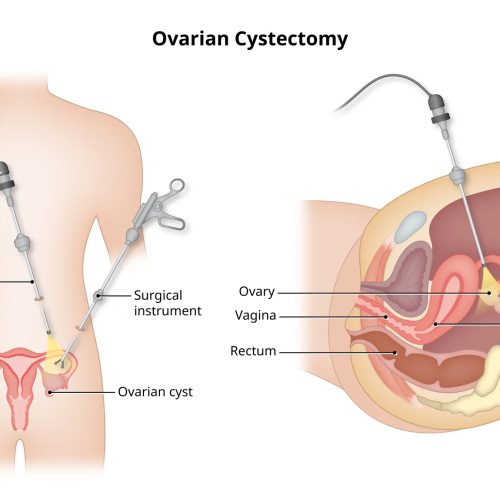 Ovarian Cystectomy
Surgical
instrument
Ovarian cyst
Ovary
Vagina
Rectum